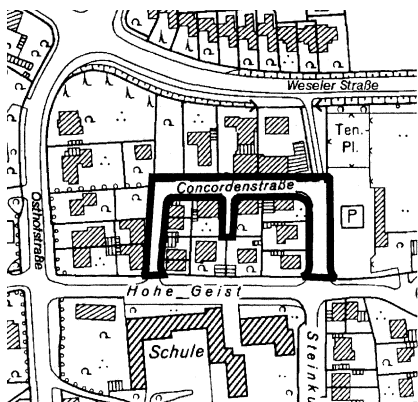 Weseler Straße
Ten.
Pl.
Concordenstraße
P
Osthofstraße
Hohe Geist
Schule
Steinku